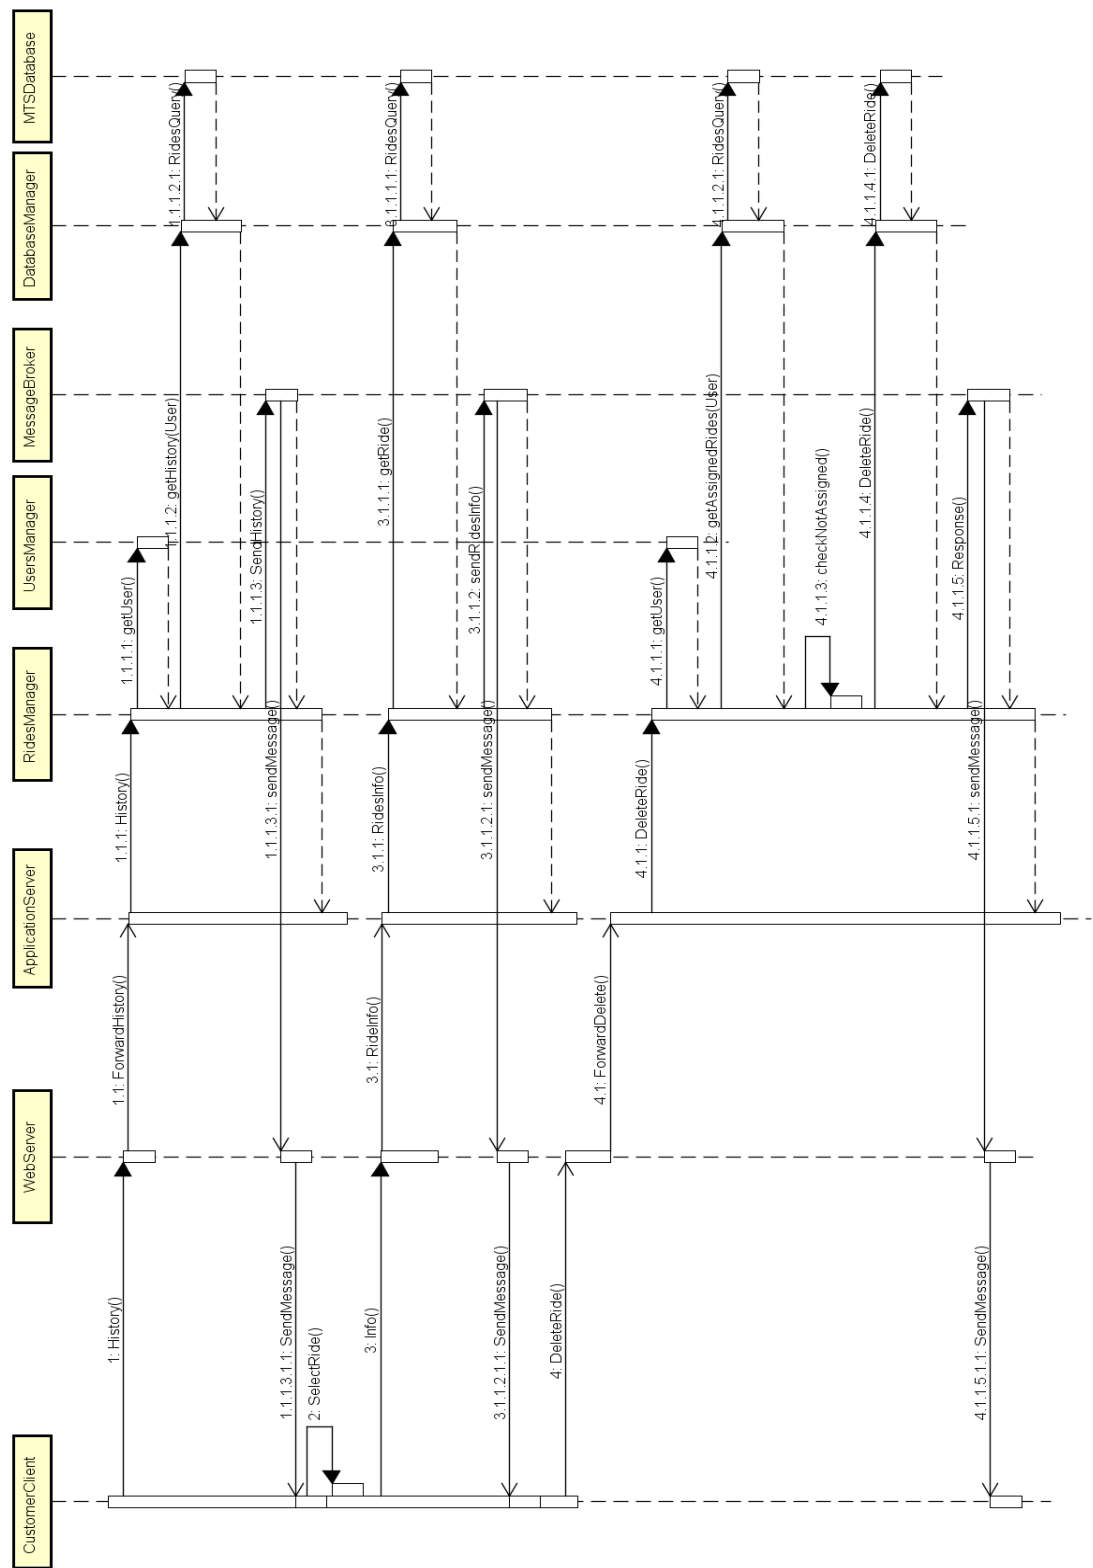 CustomerClient
WebServer
ApplicationServer
RidesManager
UsersManager
MessageBroker
DatabaseManager
MTSDatabase
1: History()
1.1: ForwardHistory()
1.1.1: History()
1.1.1.1: getUser()
1.1.1.2: getHistory(User)
1.1.1.2.1: RidesQuery()
1.1.1.3: SendHistory()
1.1.1.3.1: sendMessage()
1.1.1.3.1.1: SendMessage()
2: SelectRide()
3: Info()
3.1: RideInfo()
3.1.1: RidesInfo()
3.1.1.1: getRide()
3.1.1.1.1: RidesQuery()
3.1.1.2: sendRidesInfo()
3.1.1.2.1: sendMessage()
3.1.1.2.1.1: SendMessage()
4: DeleteRide()
4.1: ForwardDelete()
4.1.1: DeleteRide()
4.1.1.1: getUser()
4.1.1.2: getAssignedRides(User)
4.1.1.2.1: RidesQuery()
4.1.1.3: checkNotAssigned()
4.1.1.4: DeleteRide()
4.1.1.4.1: DeleteRide()
4.1.1.5: Response()
4.1.1.5.1: sendMessage()
4.1.1.5.1.1: SendMessage()